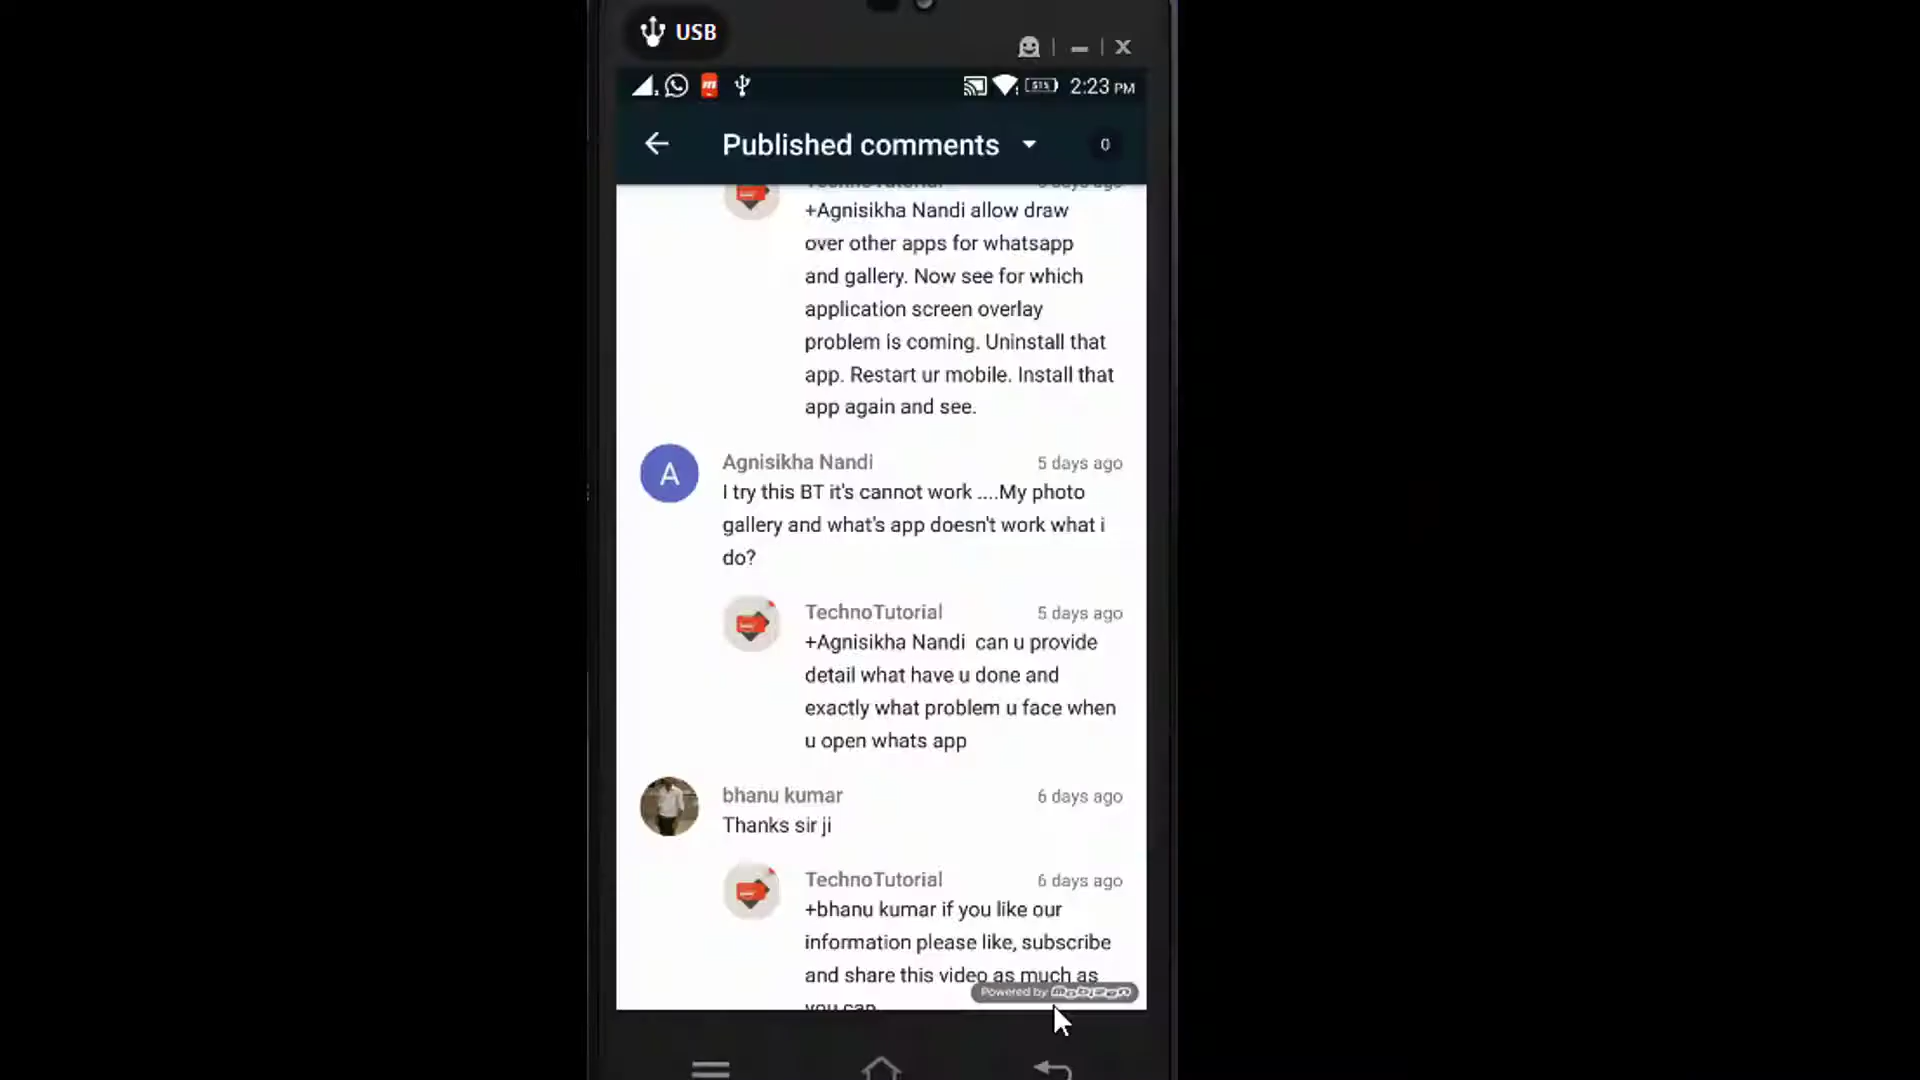 USB
51%
2:23 PM
Published comments
0
+Agnisikha Nandi allow draw
over other apps for whatsapp
and gallery. Now see for which
application screen overlay
problem is coming. Uninstall that
app. Restart ur mobile. Install that
app again and see.
A
Agnisikha Nandi
5 days ago
I try this BT it's cannot work ....My photo
gallery and what's app doesn't work what i
do?
TechnoTutorial
5 days ago
+Agnisikha Nandi  can u provide
detail what have u done and
exactly what problem u face when
u open whats app
bhanu kumar
6 days ago
Thanks sir ji
TechnoTutorial
6 days ago
+bhanu kumar if you like our
information please like, subscribe
and share this video as much as
you can
Powered by mobizen